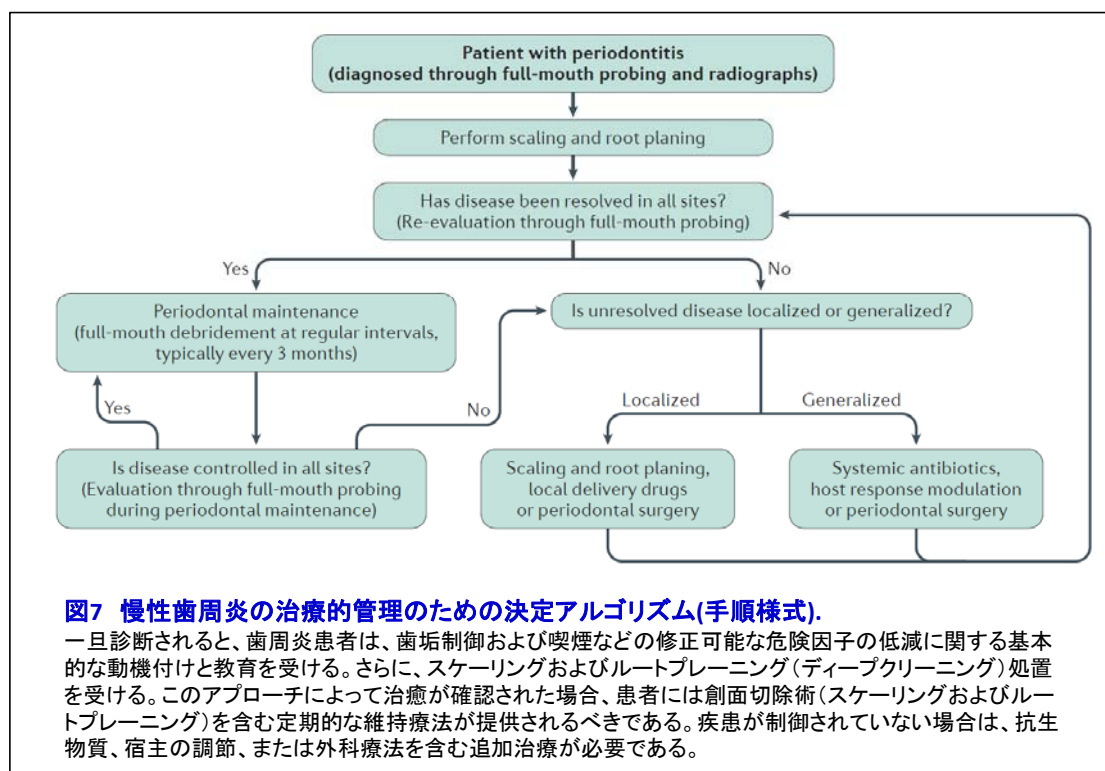 Patient with periodontitis
(diagnosed through full-mouth probing and radiographs)
Perform scaling and root planing
Has disease been resolved in all sites?
(Re-evaluation through full-mouth probing)
Yes
No
Periodontal maintenance
(full-mouth debridement at regular intervals,
typically every 3 months)
Is unresolved disease localized or generalized?
Yes
No
Localized
Generalized
Is disease controlled in all sites?
(Evaluation through full-mouth probing
during periodontal maintenance)
Scaling and root planing,
local delivery drugs
or periodontal surgery
Systemic antibiotics,
host response modulation
or periodontal surgery
図7 慢性歯周炎の治療的管理のための決定アルゴリズム(手順様式).
一旦診断されると、歯周炎患者は、歯垢制御および喫煙などの修正可能な危険因子の低減に関する基本
的な動機付けと教育を受ける。さらに、スケーリングおよびルートプレーニング（ディープクリーニング）処置
を受ける。このアプローチによって治癒が確認された場合、患者には創面切除術（スケーリングおよびルー
トプレーニング）を含む定期的な維持療法が提供されるべきである。疾患が制御されていない場合は、抗生
物質、宿主の調節、または外科療法を含む追加治療が必要である。